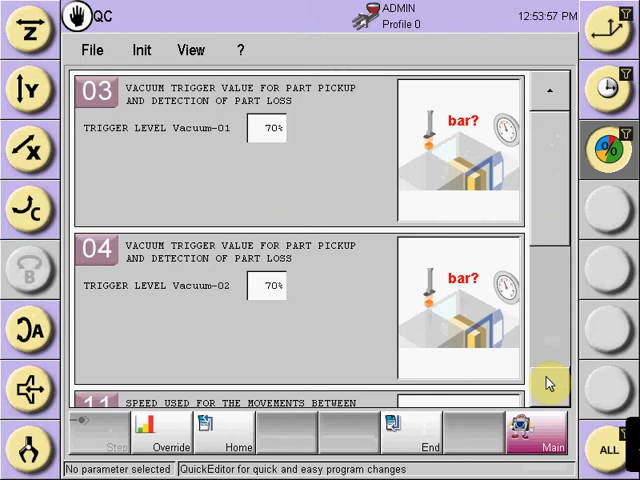 Z
QC
ADMIN
Profile 0
12:53:57 PM
File Init View ?
Y
X
C
B
A
%
03 VACUUM TRIGGER VALUE FOR PART PICKUP
AND DETECTION OF PART LOSS
TRIGGER LEVEL Vacuum-01 70%
bar?
04 VACUUM TRIGGER VALUE FOR PART PICKUP
AND DETECTION OF PART LOSS
TRIGGER LEVEL Vacuum-02 70%
bar?
11 SPEED USED FOR THE MOVEMENTS BETWEEN
Step Override Home End Main
ALL
No parameter selected QuickEditor for quick and easy program changes